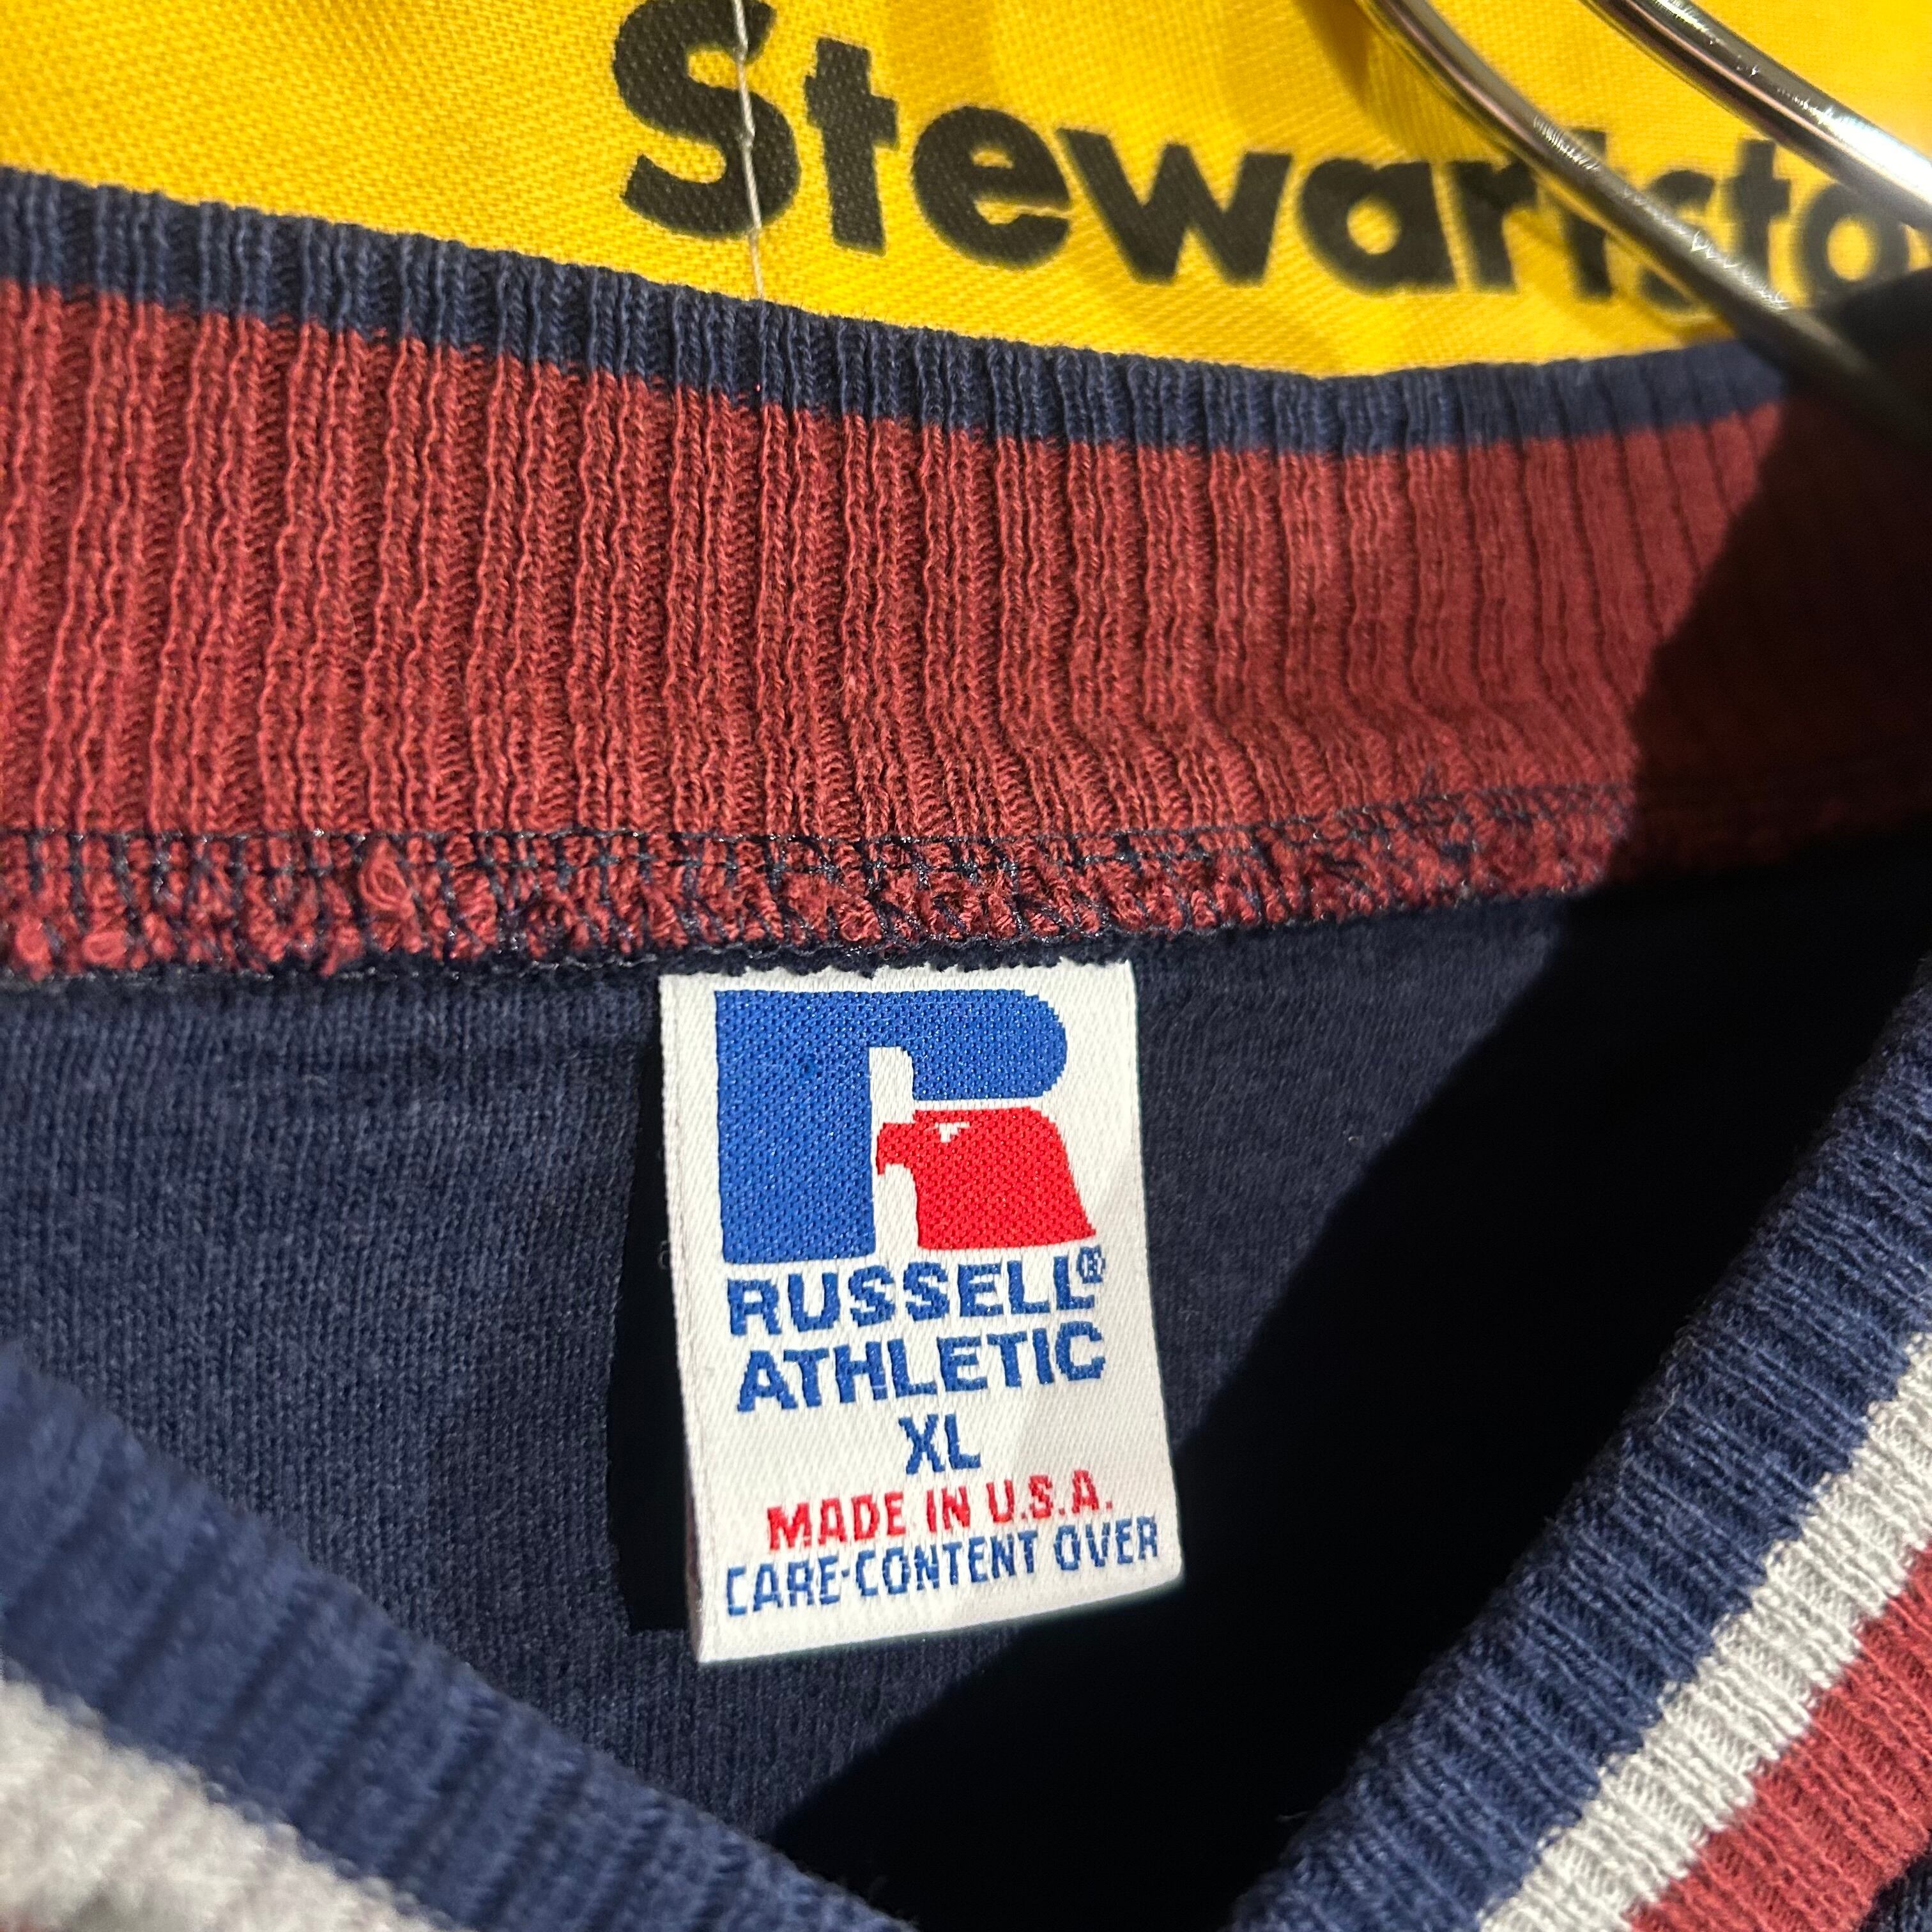 Stewartsto
RUSSELL®
ATHLETIC
XL
MADE IN U.S.A.
CARE-CONTENT OVER